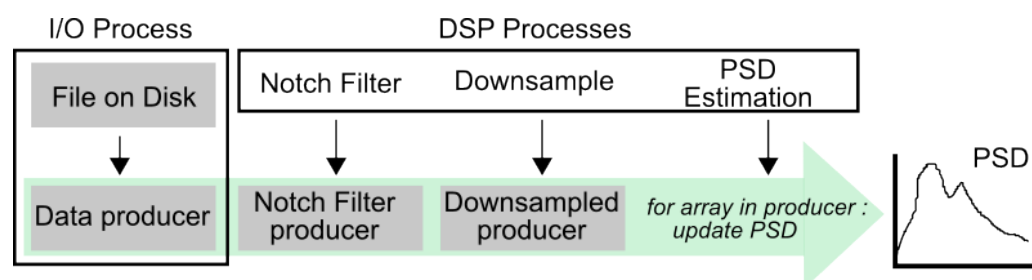 I/O Process
DSP Processes
File on Disk
Notch Filter
Downsample
PSD
Estimation
Data producer
Notch Filter
producer
Downsampled
producer
for array in producer :
update PSD
PSD